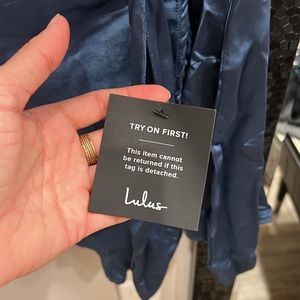 TRY ON FIRST!
This item cannot
be returned if this
tag is detached.
Lulus